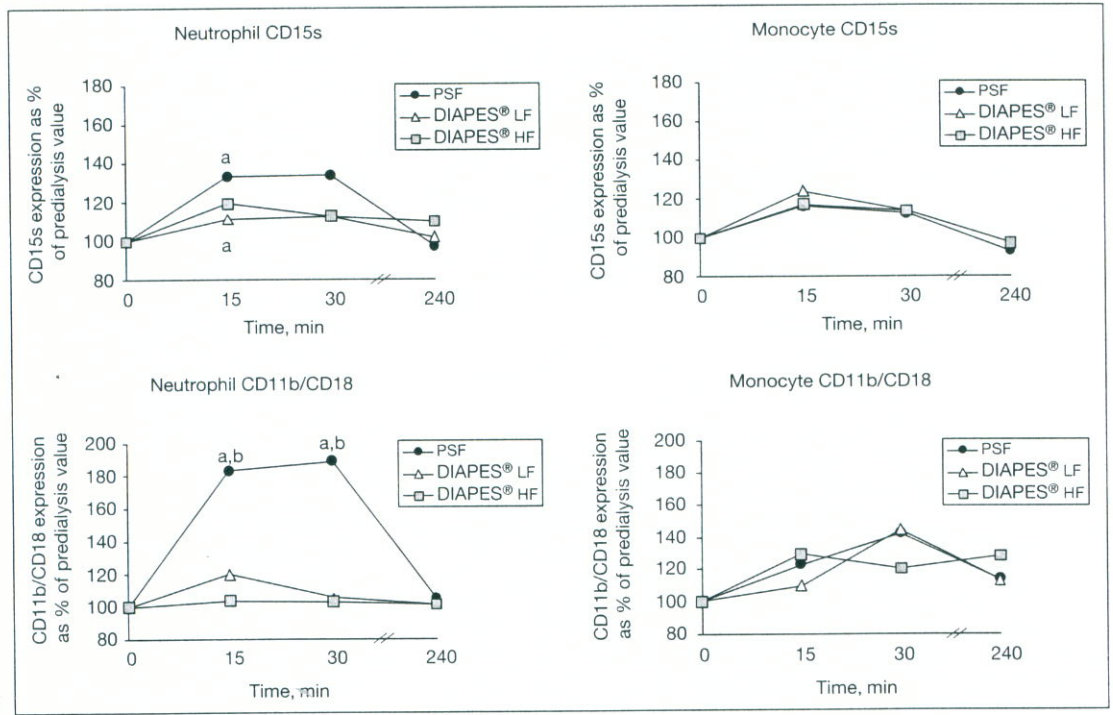 Neutrophil CD15s
CD15s expression as %
of predialysis value
180
160
140
120
100
80
a
a
0 15 30 240
Time, min
PSF
DIAPES® LF
DIAPES® HF
Monocyte CD15s
CD15s expression as %
of predialysis value
180
160
140
120
100
80
0 15 30 240
Time, min
PSF
DIAPES® LF
DIAPES® HF
Neutrophil CD11b/CD18
CD11b/CD18 expression
as % of predialysis value
200
180
160
140
120
100
80
a,b a,b
0 15 30 240
Time, min
PSF
DIAPES® LF
DIAPES® HF
Monocyte CD11b/CD18
CD11b/CD18 expression
as % of predialysis value
200
180
160
140
120
100
80
0 15 30 240
Time, min
PSF
DIAPES® LF
DIAPES® HF